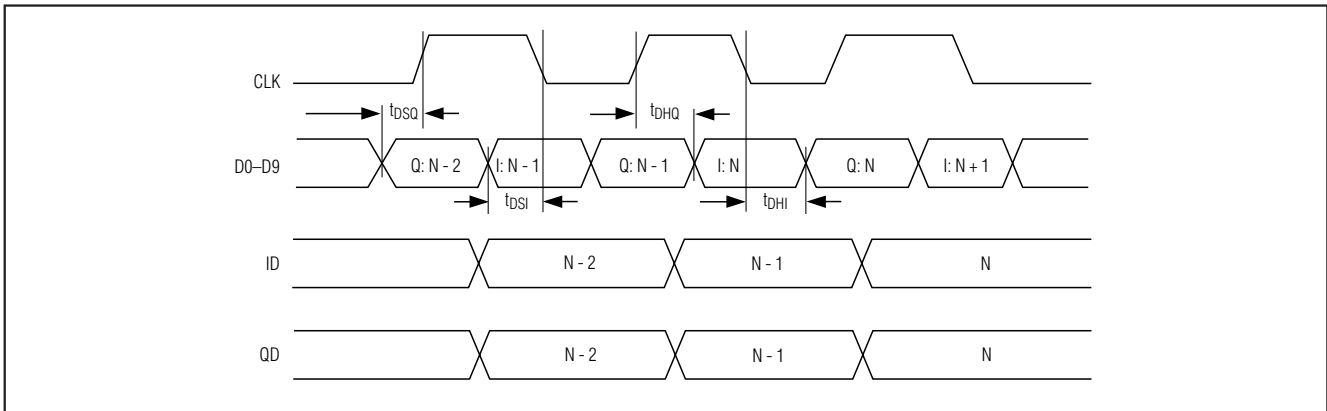 CLK
tDSQ
tDHQ
D0–D9
Q: N - 2
I: N - 1
Q: N - 1
I: N
Q: N
I: N + 1
tDSI
tDHI
ID
N - 2
N - 1
N
QD
N - 2
N - 1
N